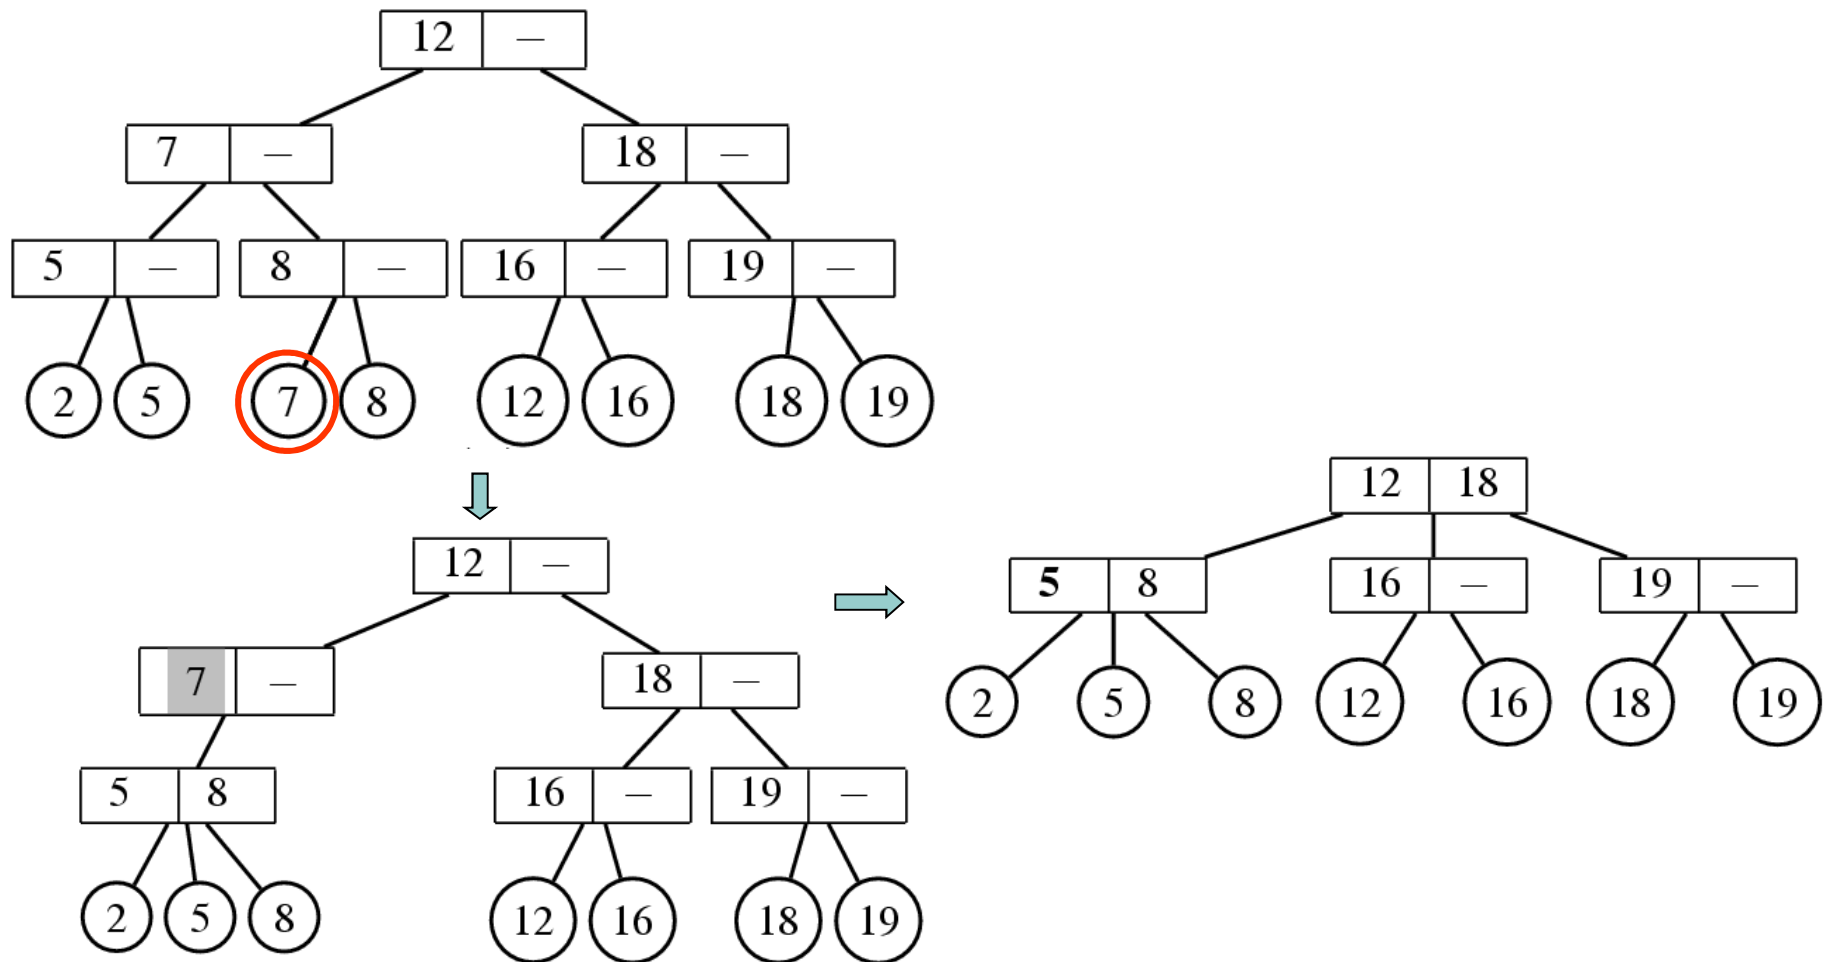 12 —
7 — 18 —
5 — 8 — 16 — 19 —
2 5 7 8 12 16 18 19
12 —
7 — 18 —
5 8 16 — 19 —
2 5 8 12 16 18 19
12 18
5 8 16 — 19 —
2 5 8 12 16 18 19